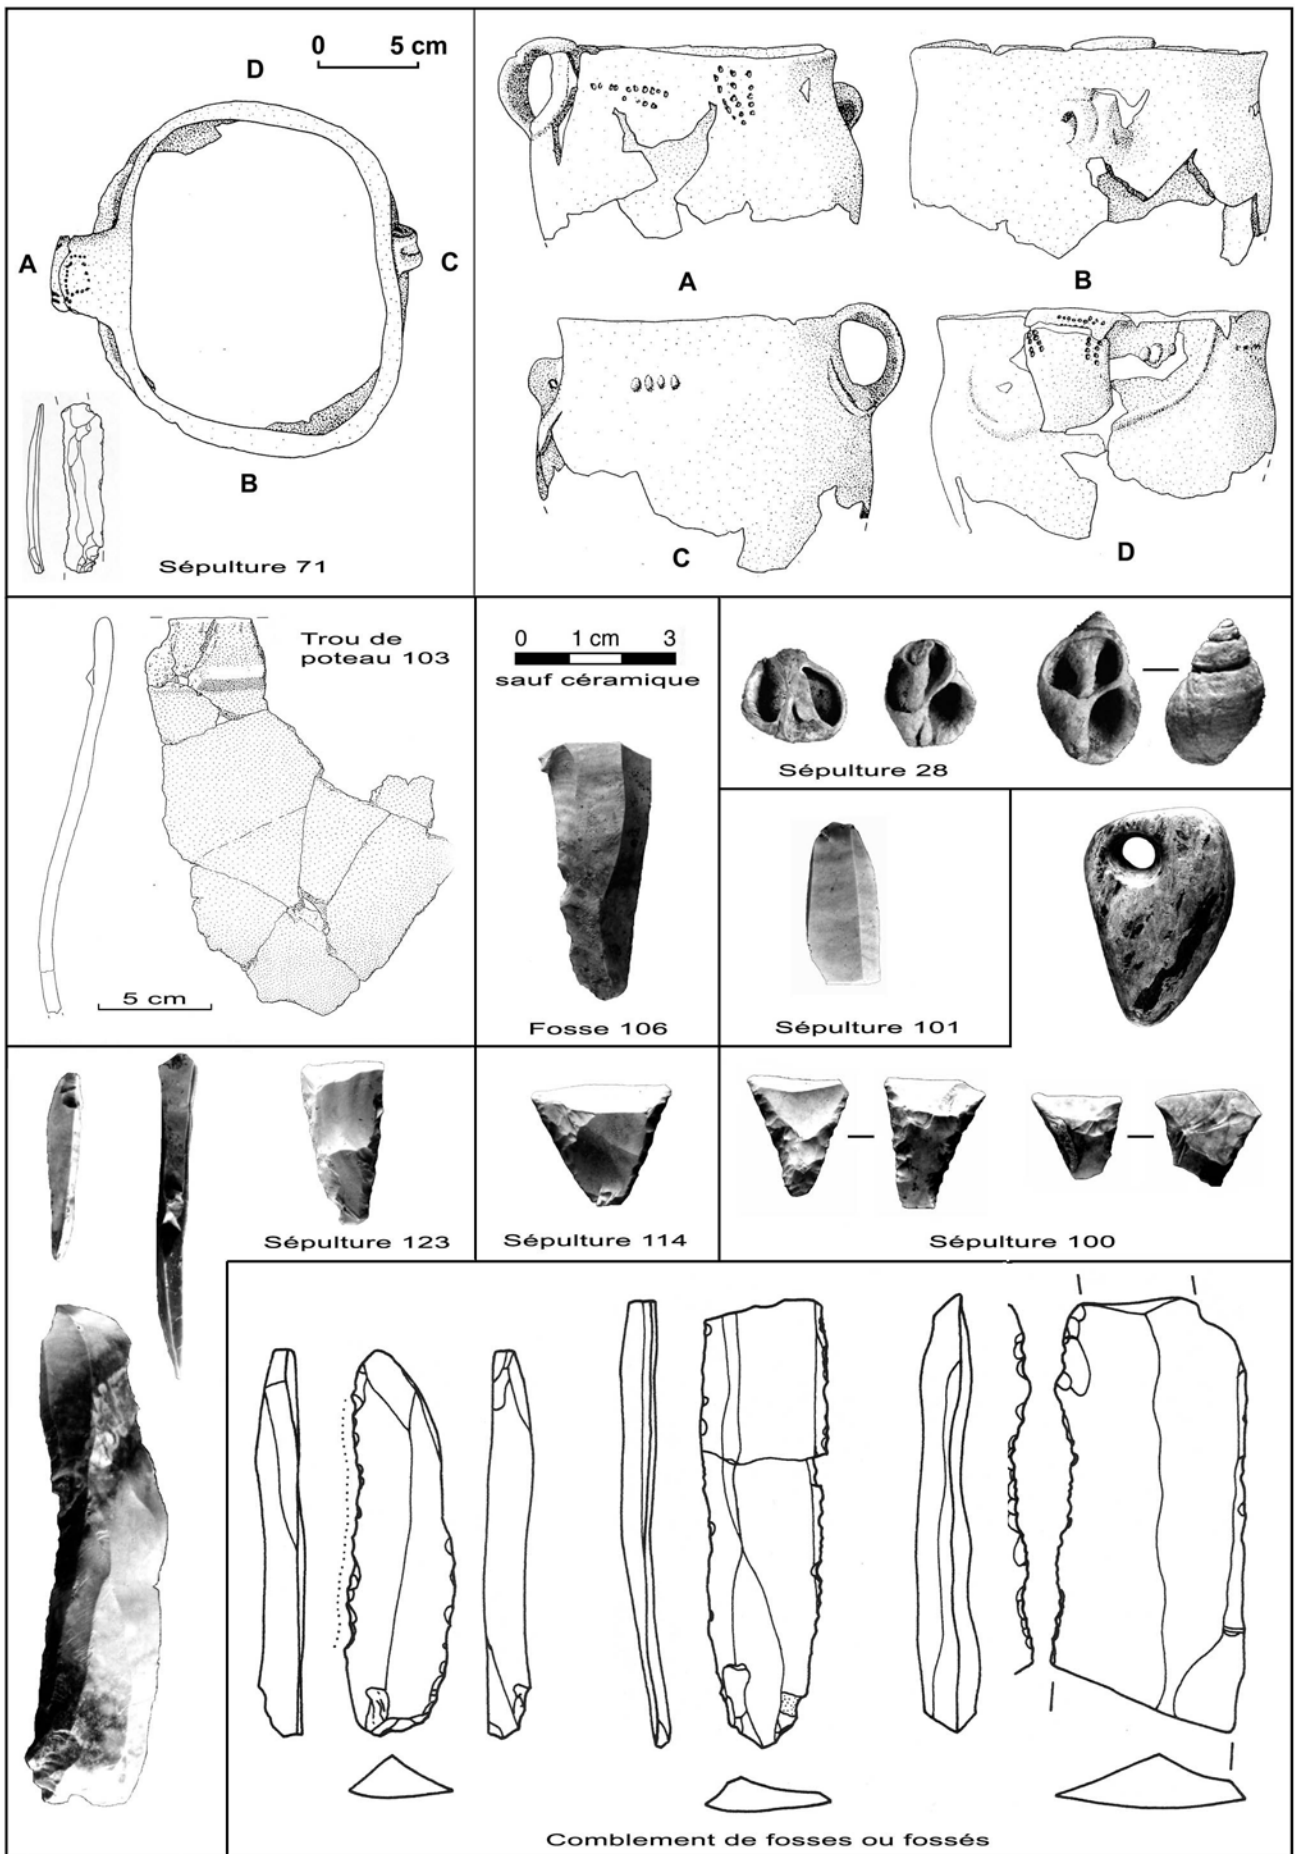 0 5 cm
D
A
C
B
Sépulture 71
A
B
C
D
Trou de
poteau 103
5 cm
0 1 cm 3
sauf céramique
Fosse 106
Sépulture 28
Sépulture 101
Sépulture 123
Sépulture 114
Sépulture 100
Comblement de fosses ou fossés